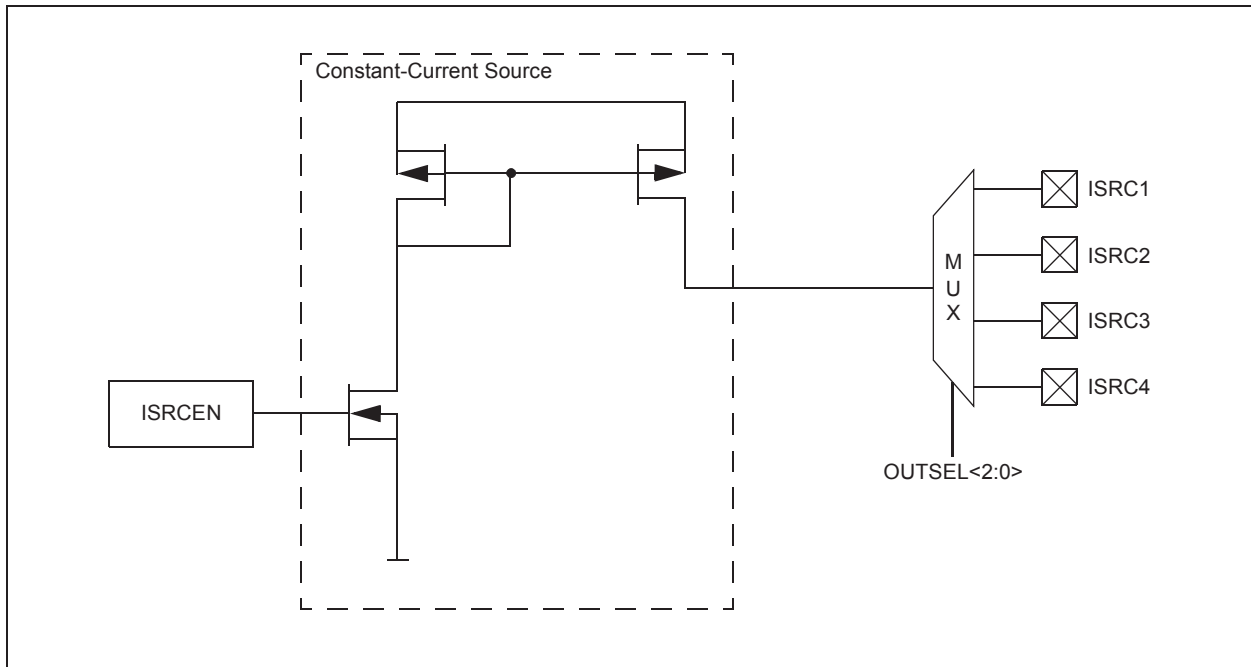 Constant-Current Source
ISRC1
ISRC2
ISRC3
ISRC4
M
U
X
ISRCEN
OUTSEL<2:0>